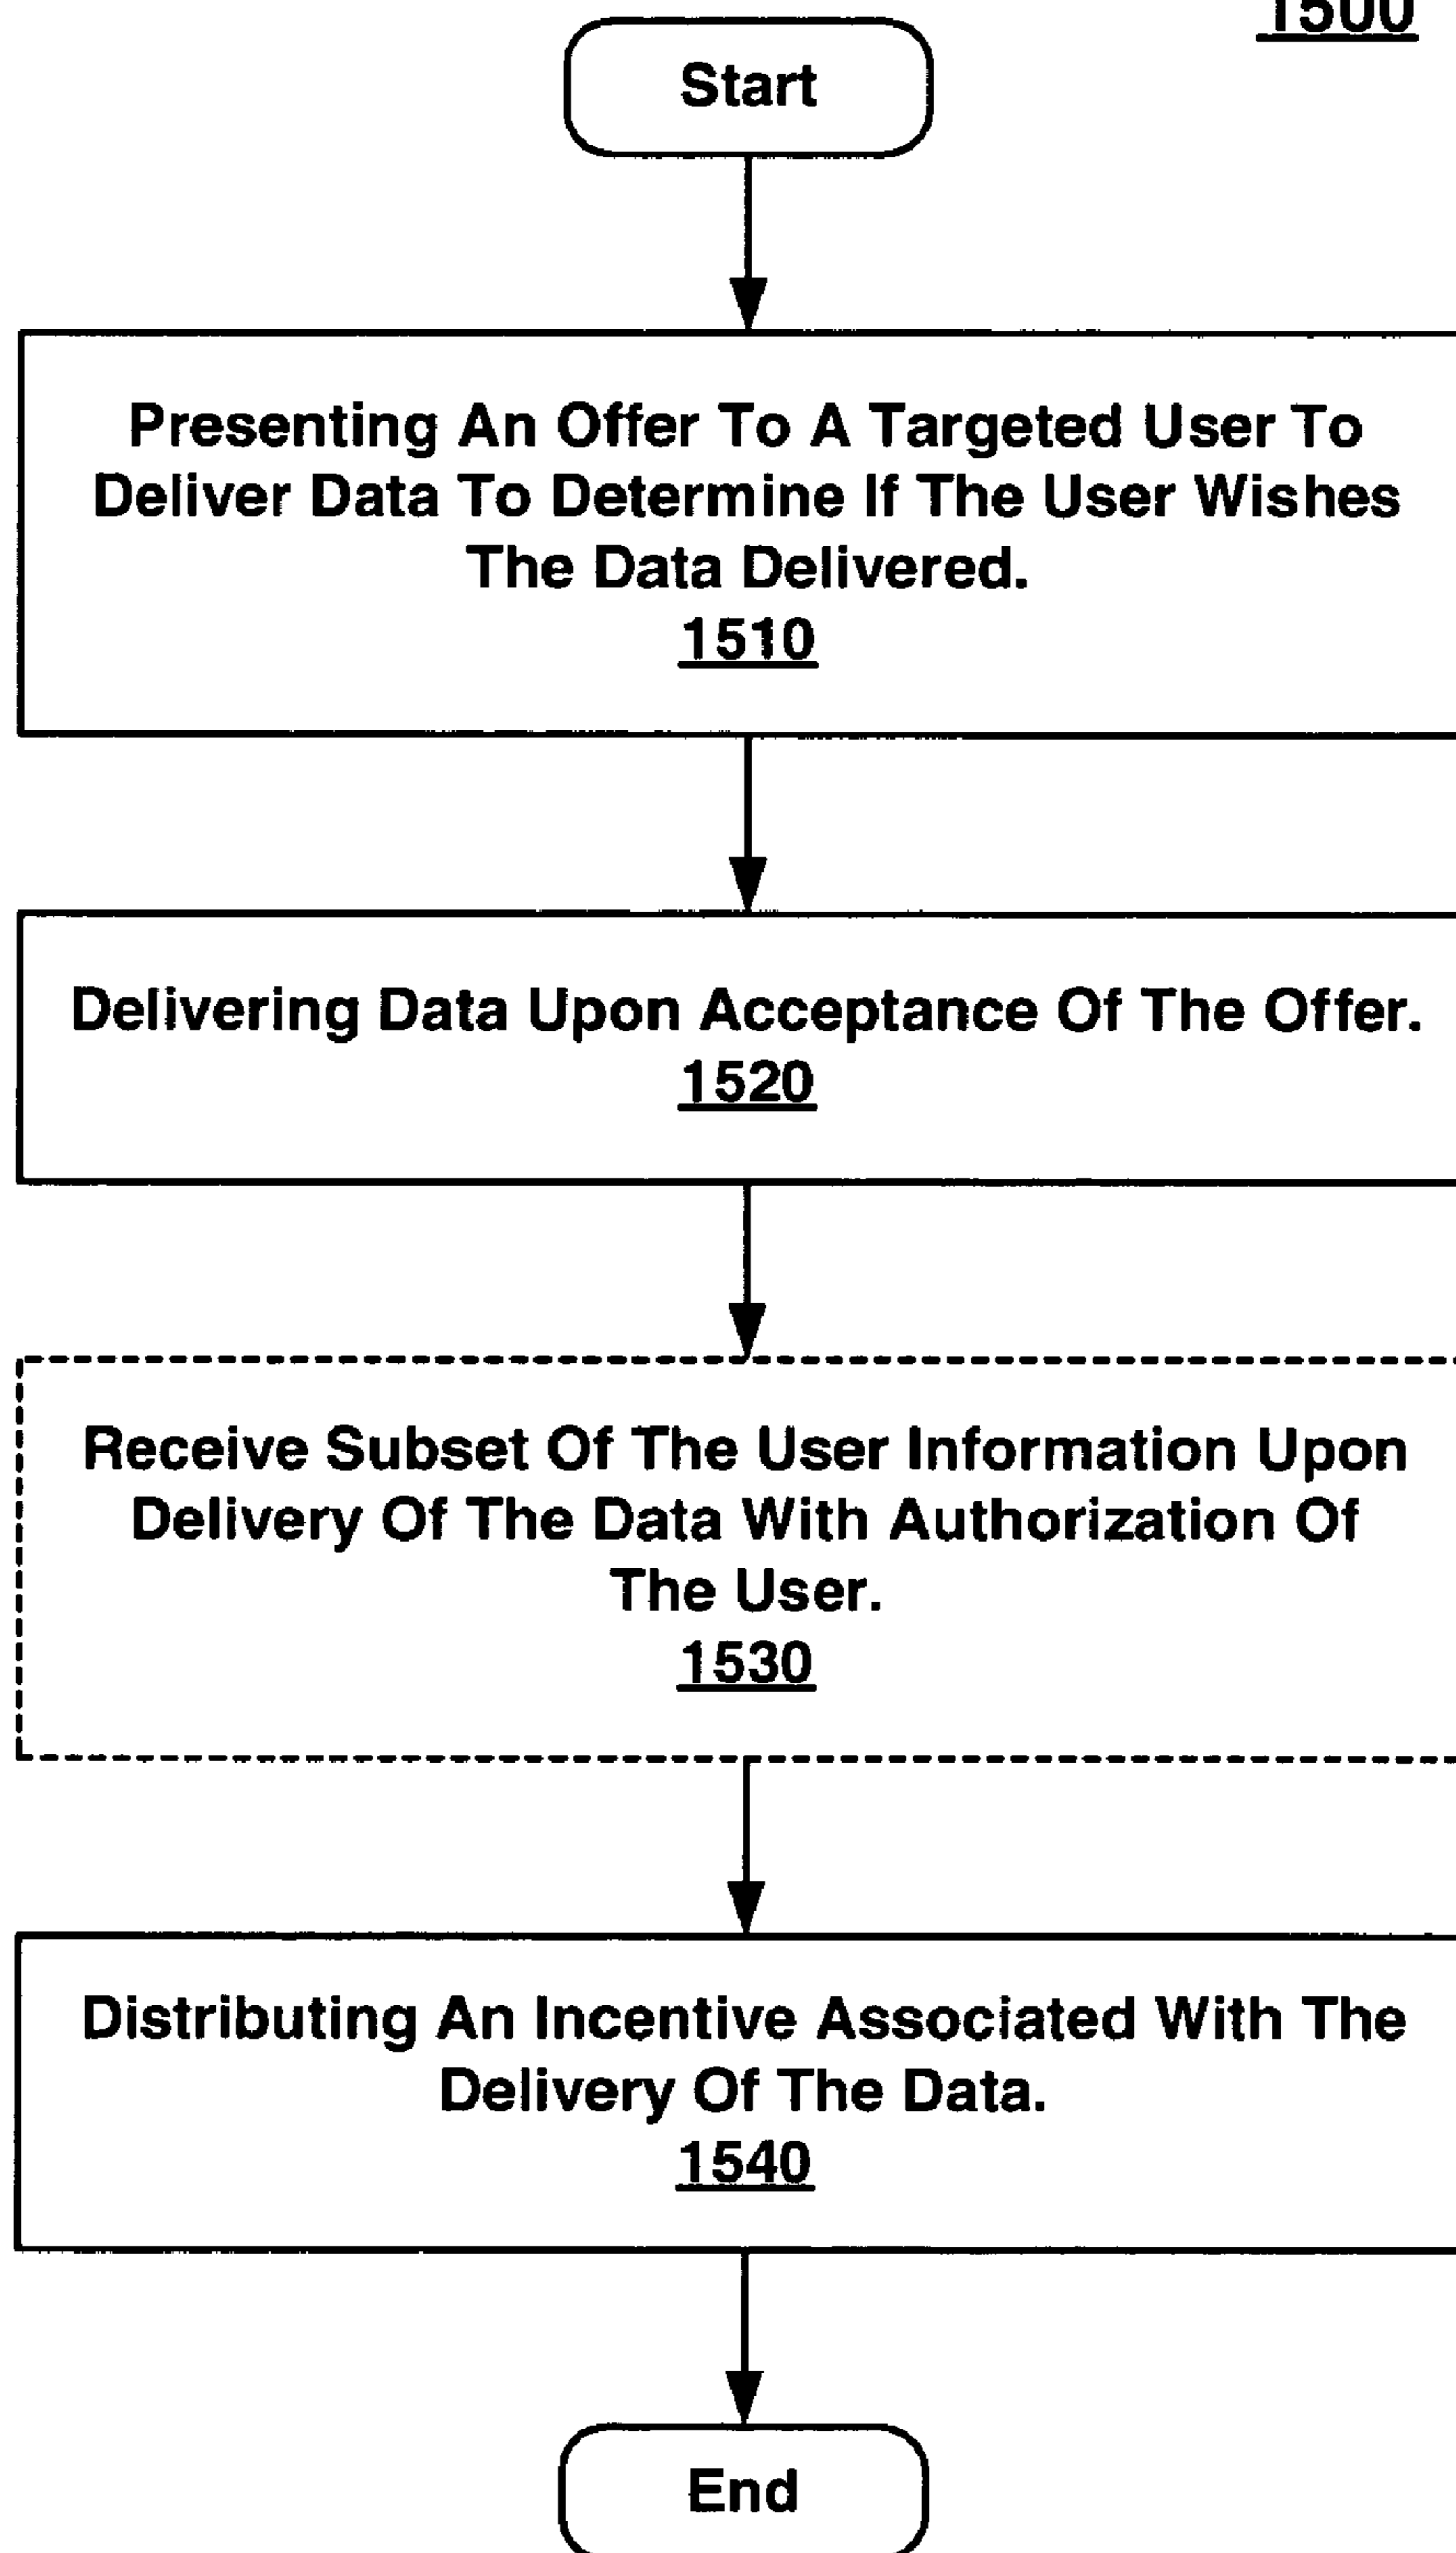 1500
Start
Presenting An Offer To A Targeted User To
Deliver Data To Determine If The User Wishes
The Data Delivered.
1510
Delivering Data Upon Acceptance Of The Offer.
1520
Receive Subset Of The User Information Upon
Delivery Of The Data With Authorization Of
The User.
1530
Distributing An Incentive Associated With The
Delivery Of The Data.
1540
End